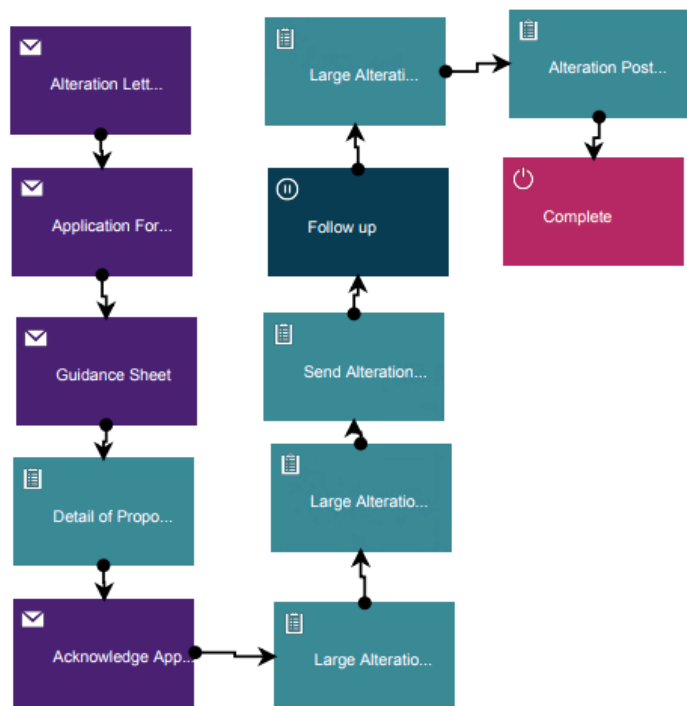 Alteration Lett...
Application For...
Guidance Sheet
Detail of Propo...
Acknowledge App...
Large Alteratio...
Large Alteratio...
Send Alteration...
Follow up
Large Alterati...
Alteration Post...
Complete